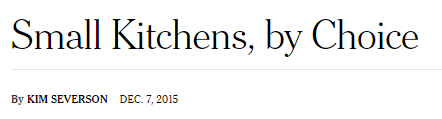 Small Kitchens, by Choice
By KIM SEVERSON DEC. 7, 2015